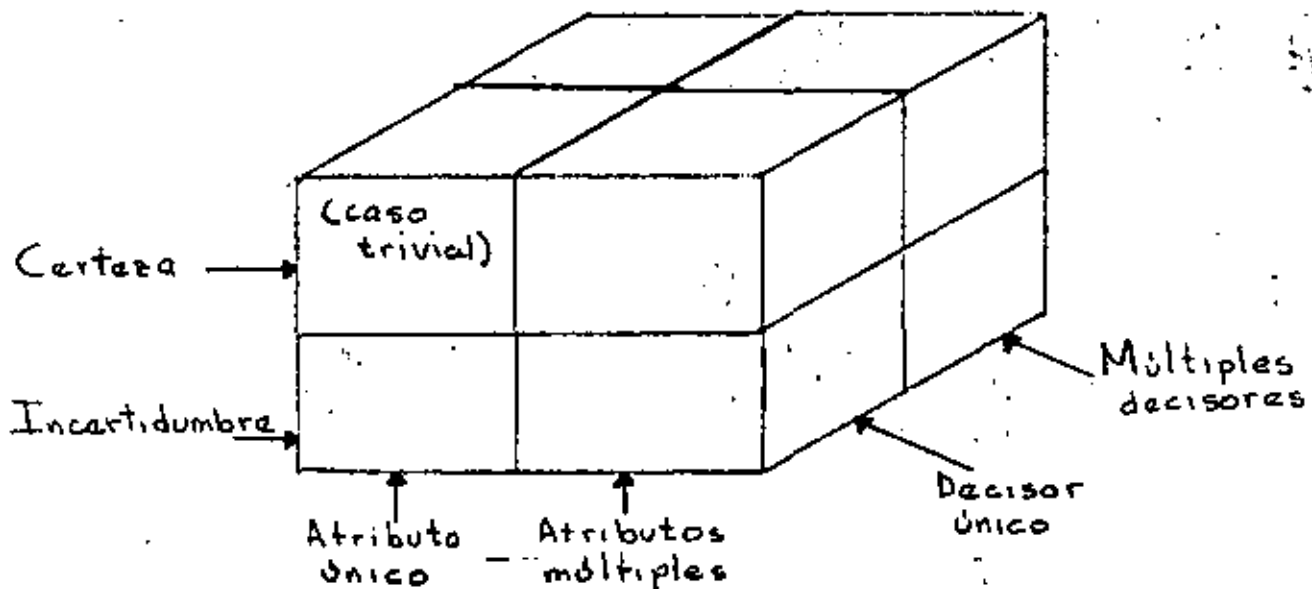 (caso
trivial)
Certeza
Incertidumbre
Múltiples
decisores
Decisor
único
Atributo
único
Atributos
múltiples